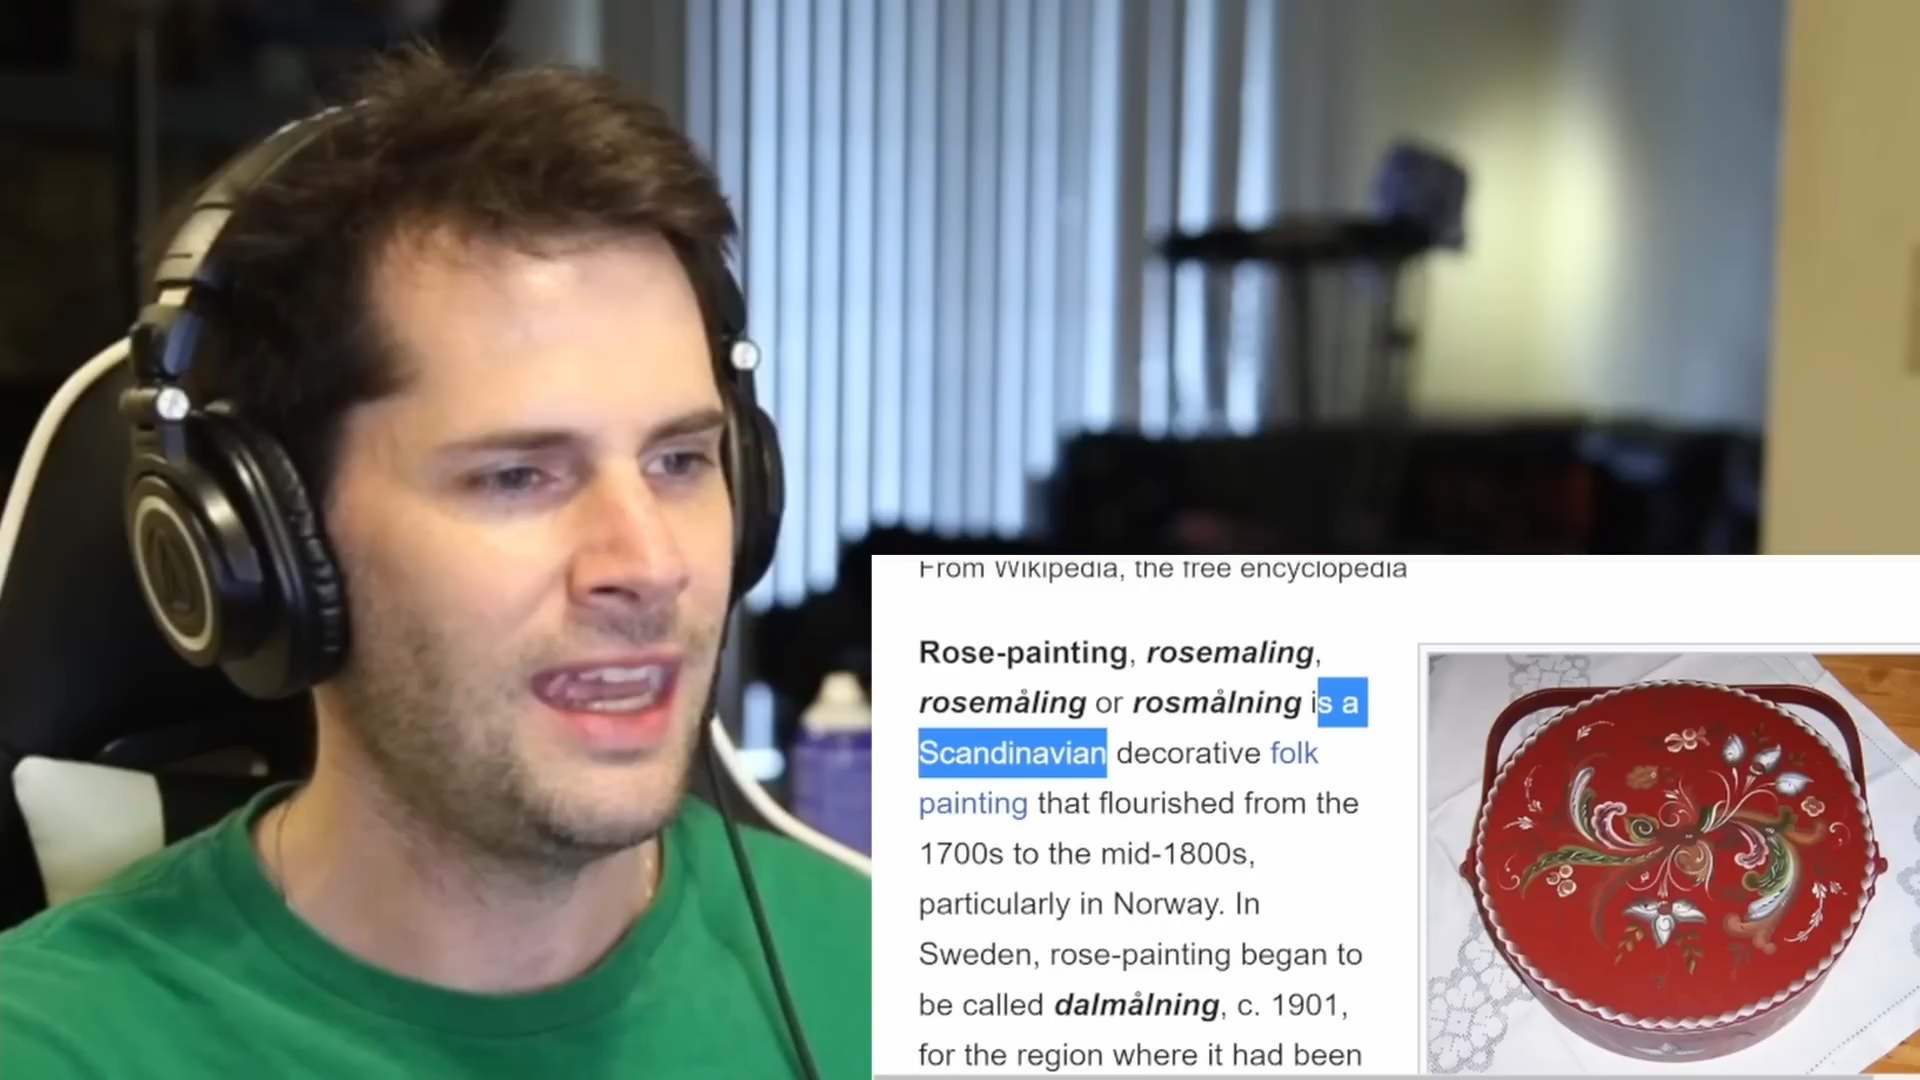 From Wikipedia, the free encyclopedia
Rose-painting, rosemaling,
rosemåling or rosmålning is a
Scandinavian decorative folk
painting that flourished from the
1700s to the mid-1800s,
particularly in Norway. In
Sweden, rose-painting began to
be called dalmålning, c. 1901,
for the region where it had been